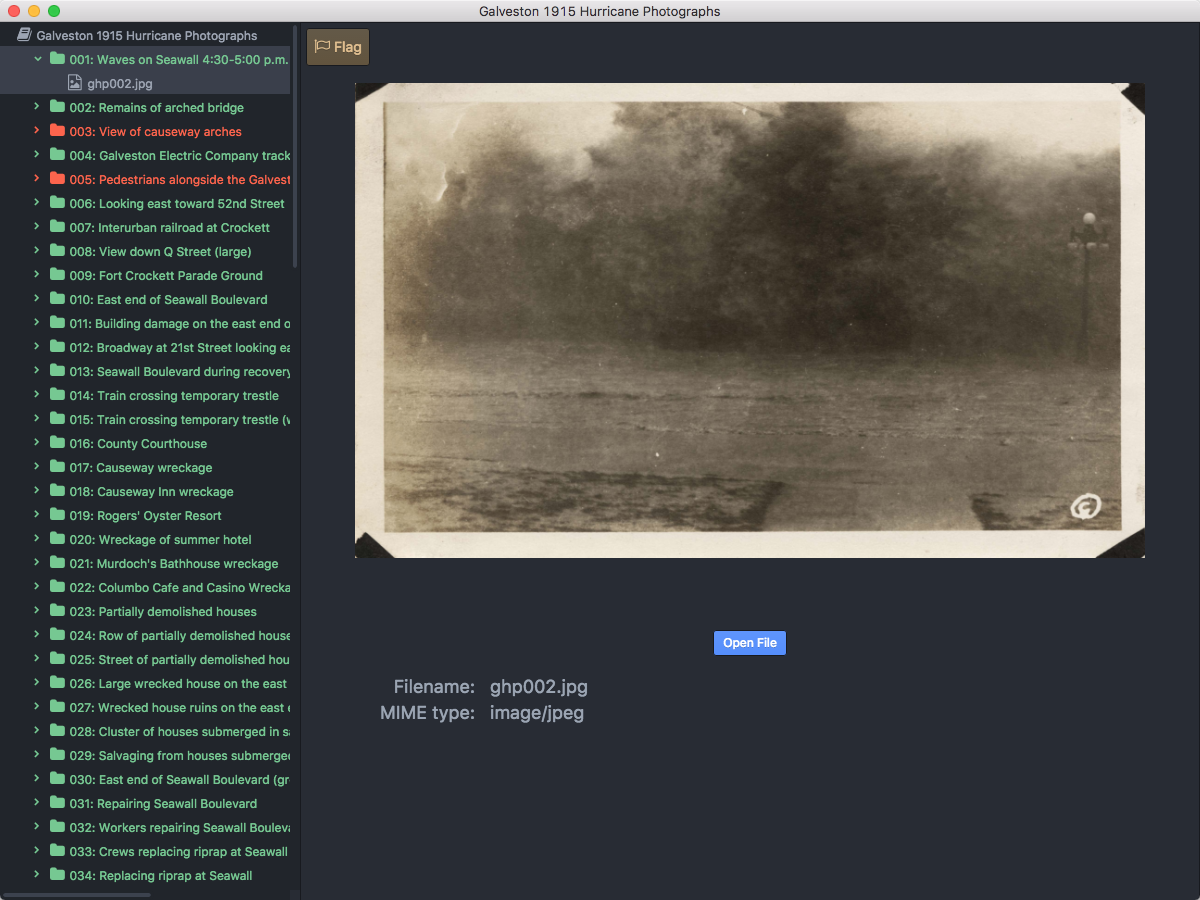 Galveston 1915 Hurricane Photographs
Galveston 1915 Hurricane Photographs
001: Waves on Seawall 4:30-5:00 p.m.
ghp002.jpg
002: Remains of arched bridge
003: View of causeway arches
004: Galveston Electric Company track
005: Pedestrians alongside the Galvest
006: Looking east toward 52nd Street
007: Interurban railroad at Crockett
008: View down Q Street (large)
009: Fort Crockett Parade Ground
010: East end of Seawall Boulevard
011: Building damage on the east end o
012: Broadway at 21st Street looking ea
013: Seawall Boulevard during recovery
014: Train crossing temporary trestle
015: Train crossing temporary trestle (w
016: County Courthouse
017: Causeway wreckage
018: Causeway Inn wreckage
019: Rogers' Oyster Resort
020: Wreckage of summer hotel
021: Murdoch's Bathhouse wreckage
022: Columbo Cafe and Casino Wrecka
023: Partially demolished houses
024: Row of partially demolished house
025: Street of partially demolished hou
026: Large wrecked house on the east
027: Wrecked house ruins on the east e
028: Cluster of houses submerged in sa
029: Salvaging from houses submerged
030: East end of Seawall Boulevard (gr
031: Repairing Seawall Boulevard
032: Workers repairing Seawall Bouleva
033: Crews replacing riprap at Seawall
034: Replacing riprap at Seawall
Flag
Open File
Filename: ghp002.jpg
MIME type: image/jpeg